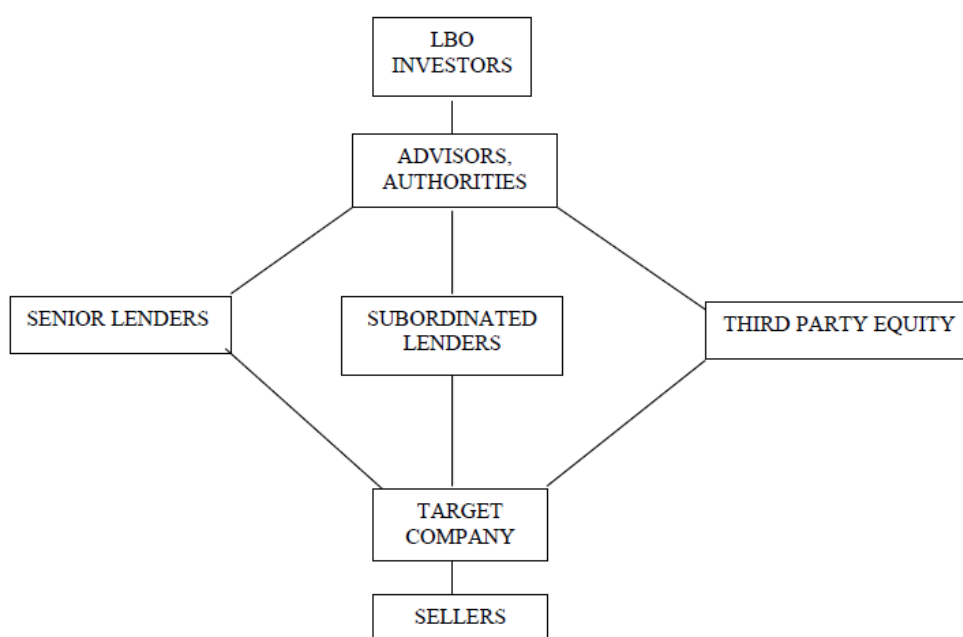 LBO
INVESTORS
ADVISORS,
AUTHORITIES
SENIOR LENDERS
SUBORDINATED
LENDERS
THIRD PARTY EQUITY
TARGET
COMPANY
SELLERS